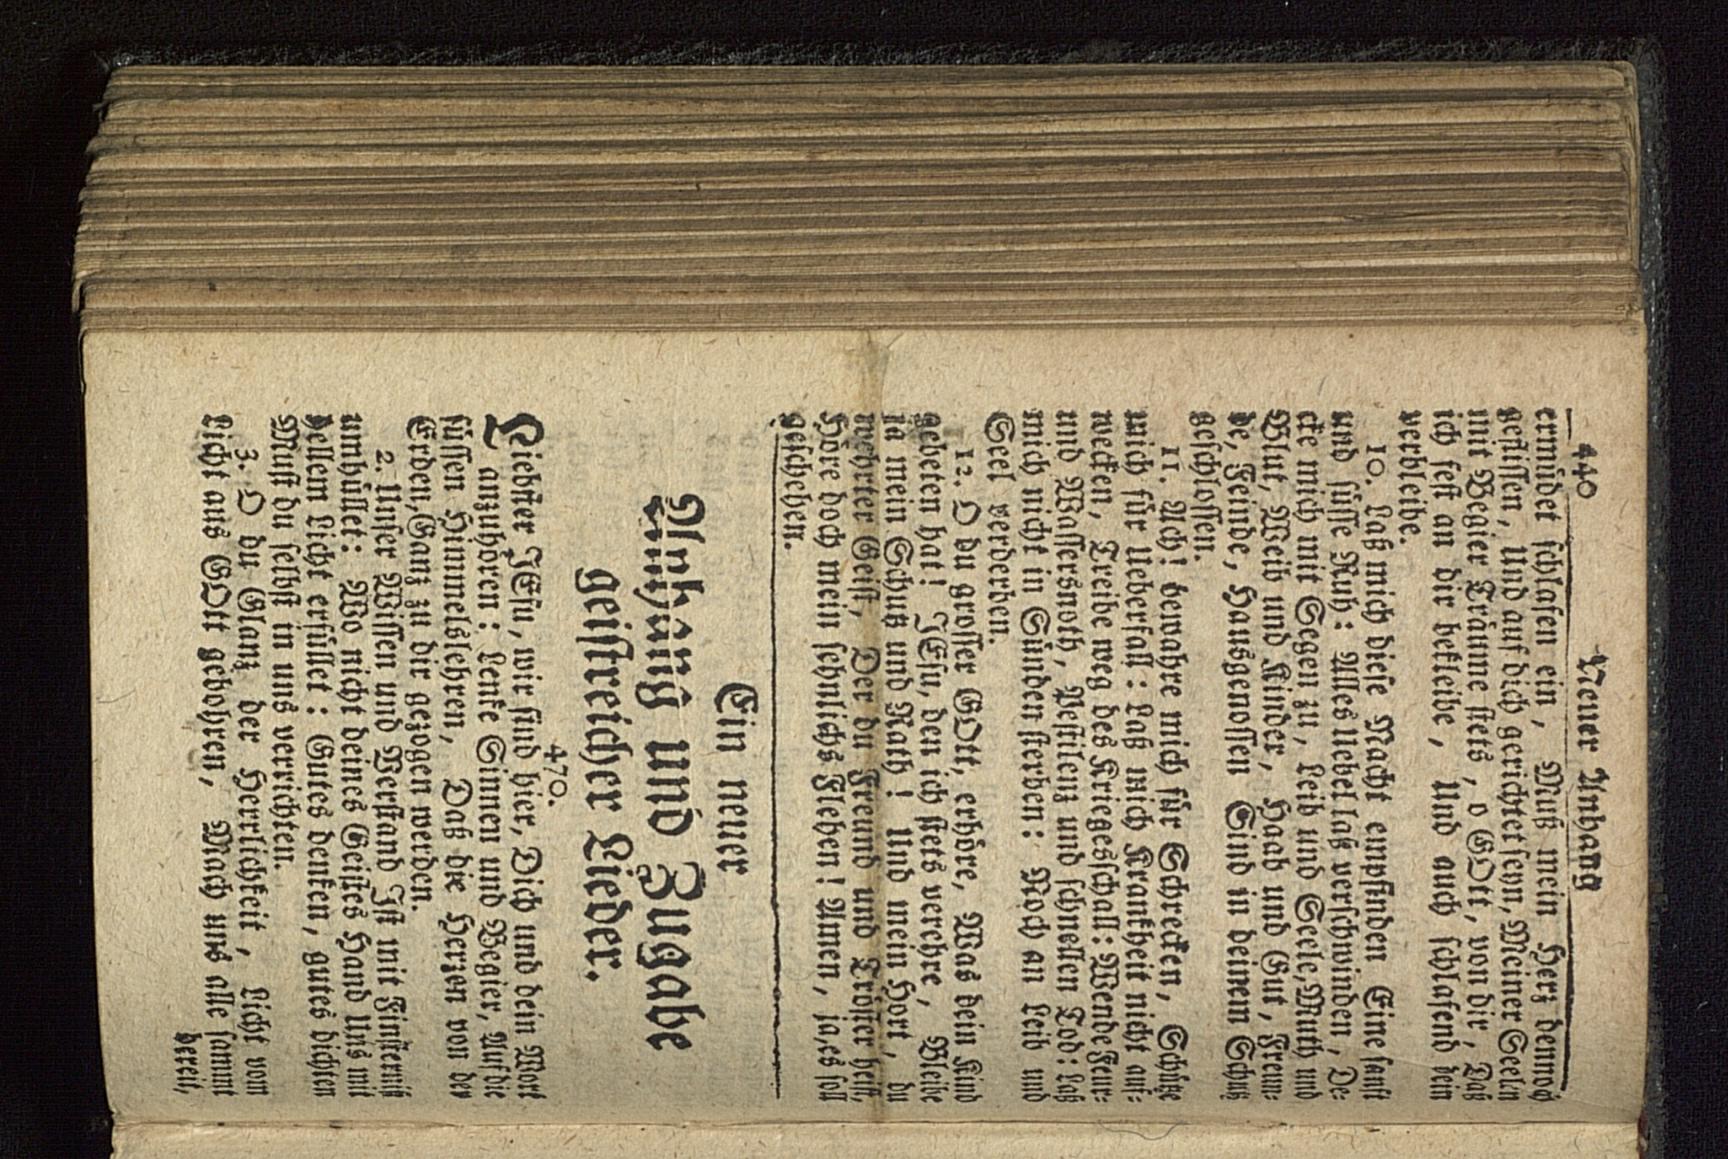 440 Neuer Anhang
ermüdet schlafen ein, Muß mein Hertz dennoch
geflissen, Und auf dich gerichtet seyn, Meiner Seelen
mit Begier Träume stets, o GOtt, von dir, Daß
ich fest an dir bekleibe, Und auch schlafend dein
verbleibe.
10. Laß mich diese Nacht empfinden Eine sanft
und süsse Ruh: Alles Uebel laß verschwinden, De-
cke mich mit Segen zu, Leib und Seele, Muth und
Blut, Weib und Kinder, Haab und Gut, Freun-
de, Feinde, Haußgenossen Sind in deinem Schutz
geschlossen.
11. Ach! bewahre mich für Schrecken, Schütze
mich für Ueberfall: Laß mich Kranckheit nicht auf-
wecken, Treibe weg des Krieges schall: Wende Feur-
und Wassersnoth, Pestilentz und schnellen Tod: Laß
mich nicht in Sünden sterben: Noch an Leib und
Seel verderben.
12. O du grosser GOtt, erhöre, Was dein Kind
gebeten hat! JEsu, den ich stets verehre, Bleibe
ja mein Schutz und Rath! Und mein Hort, du
wehrter Geist, Der du Freund und Tröster heist,
Höre doch mein sehnlichs Flehen! Amen, ja, es soll
geschehen.
Ein neuer
Anhang und Zugabe
geistreicher Lieder.
470.
Liebster JEsu, wir sind hier, Dich und dein Wort
anzuhören: Lenke Sinnen und Begier, Auf die
süssen Himmelslehren, Daß die Herzen von der
Erden, Gantz zu dir gezogen werden.
2. Unser Wissen und Verstand Ist mit Finsterniß
umhüllet: Wo nicht deines Geistes Hand Uns mit
hellem Licht erfüllet: Gutes denken, gutes dichten
Must du selbst in uns verrichten.
3. O du Glantz der Herrlichkeit, Licht vom
Licht aus GOtt gebohren, Mach uns alle sammt
bereit,